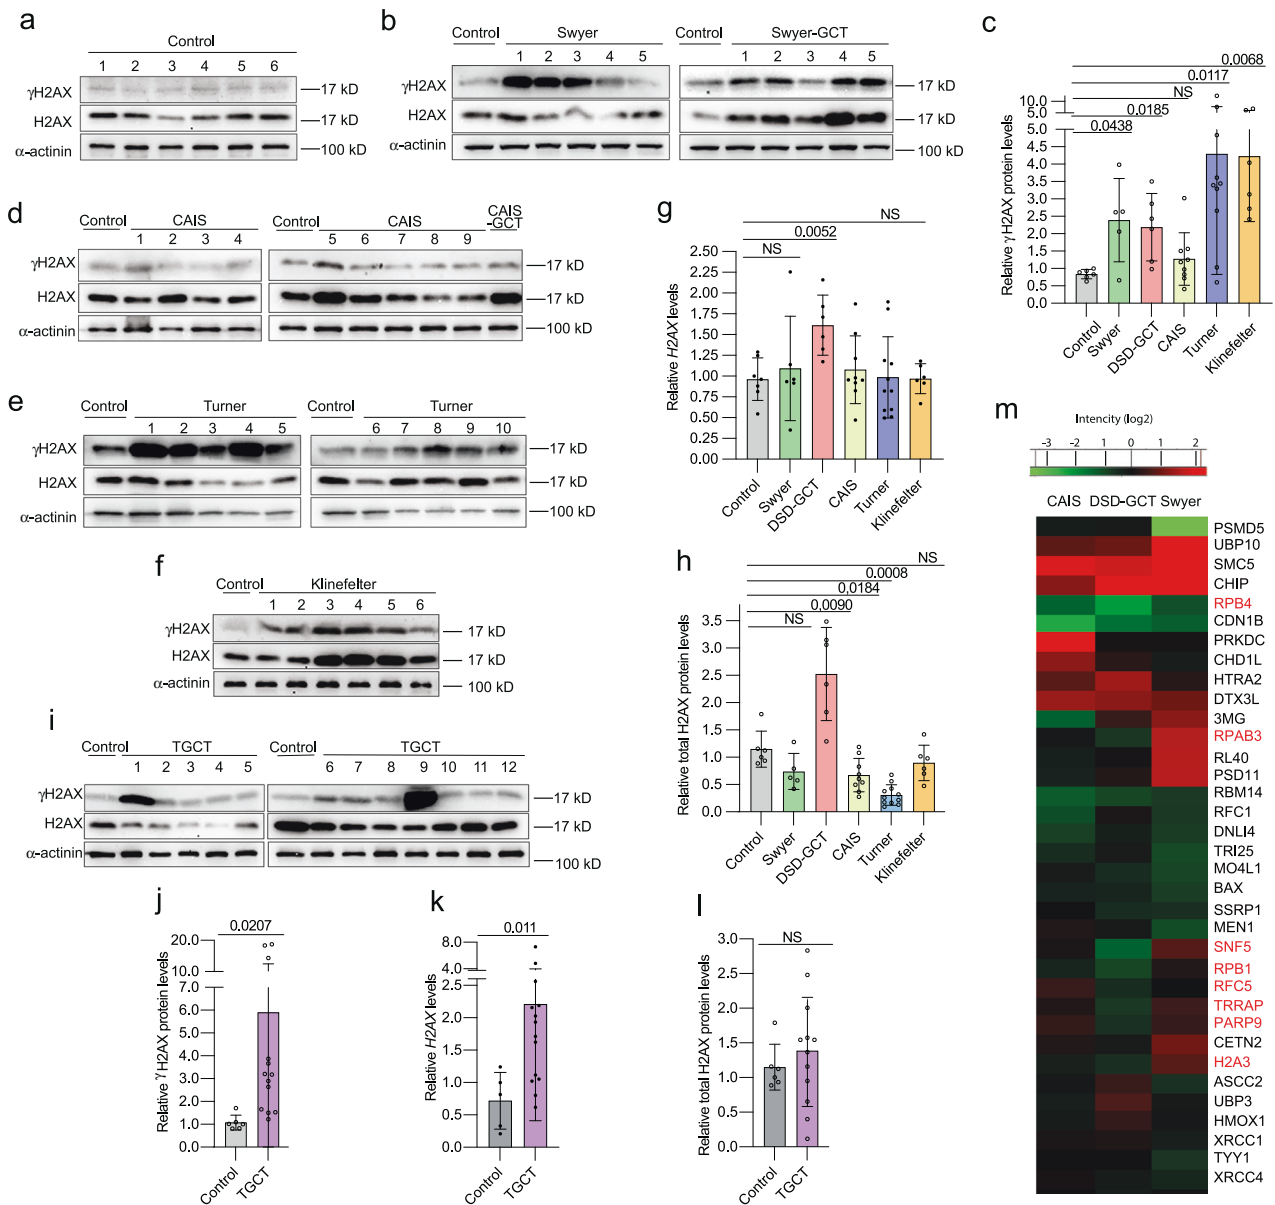 a
Control
1 2 3 4 5 6
γH2AX
17 kD
H2AX
17 kD
α-actinin
100 kD
b
Control Swyer Control Swyer-GCT
1 2 3 4 5 1 2 3 4 5
γH2AX
17 kD
H2AX
17 kD
α-actinin
100 kD
c
0.0068
0.0117
NS
0.0185
0.0438
Relative γH2AX protein levels
10.0
5.0
5.0
4.5
4.0
3.5
3.0
2.5
2.0
1.5
1.0
0.5
0.0
Control Swyer DSD-GCT CAIS Turner Klinefelter
d
Control CAIS Control CAIS CAIS
-GCT
1 2 3 4 5 6 7 8 9
γH2AX
17 kD
H2AX
17 kD
α-actinin
100 kD
e
Control Turner Control Turner
1 2 3 4 5 6 7 8 9 10
γH2AX
17 kD
H2AX
17 kD
α-actinin
100 kD
f
Control Klinefelter
1 2 3 4 5 6
γH2AX
17 kD
H2AX
17 kD
α-actinin
100 kD
g
NS
0.0052
NS
Relative H2AX levels
2.50
2.25
2.00
1.75
1.50
1.25
1.00
0.75
0.50
0.25
0.00
Control Swyer DSD-GCT CAIS Turner Klinefelter
h
NS
0.0008
0,0184
0,0090
NS
Relative total H2AX protein levels
3.5
3.0
2.5
2.0
1.5
1.0
0.5
0.0
Control Swyer DSD-GCT CAIS Turner Klinefelter
i
Control TGCT Control TGCT
1 2 3 4 5 6 7 8 9 10 11 12
γH2AX
17 kD
H2AX
17 kD
α-actinin
100 kD
j
0.0207
Relative γH2AX protein levels
20.0
10.0
7.0
6.0
5.0
4.0
3.0
2.0
1.0
0.0
Control TGCT
k
0.011
Relative H2AX levels
8.0
4.0
2.5
2.0
1.5
1.0
0.5
0.0
Control TGCT
l
NS
Relative total H2AX protein levels
3.0
2.5
2.0
1.5
1.0
0.5
0.0
Control TGCT
m
Intencity (log2)
−3 −2 −1 0 1 2
CAIS DSD-GCT Swyer
PSMD5
UBP10
SMC5
CHIP
RPB4
CDN1B
PRKDC
CHD1L
HTRA2
DTX3L
3MG
RPAB3
RL40
PSD11
RBM14
RFC1
DNLI4
TRI25
MO4L1
BAX
SSRP1
MEN1
SNF5
RPB1
RFC5
TRRAP
PARP9
CETN2
H2A3
ASCC2
UBP3
HMOX1
XRCC1
TYY1
XRCC4